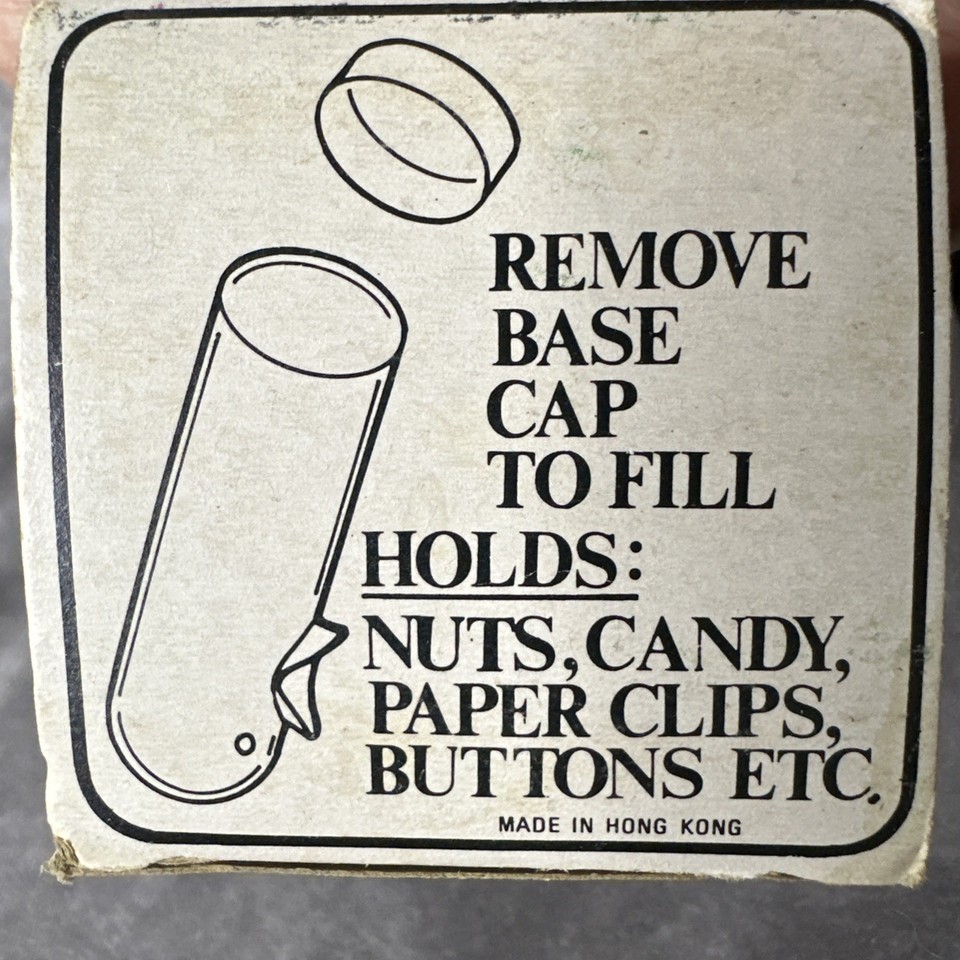 REMOVE
BASE
CAP
TO FILL
HOLDS:
NUTS, CANDY,
PAPER CLIPS,
BUTTONS ETC.
MADE IN HONG KONG